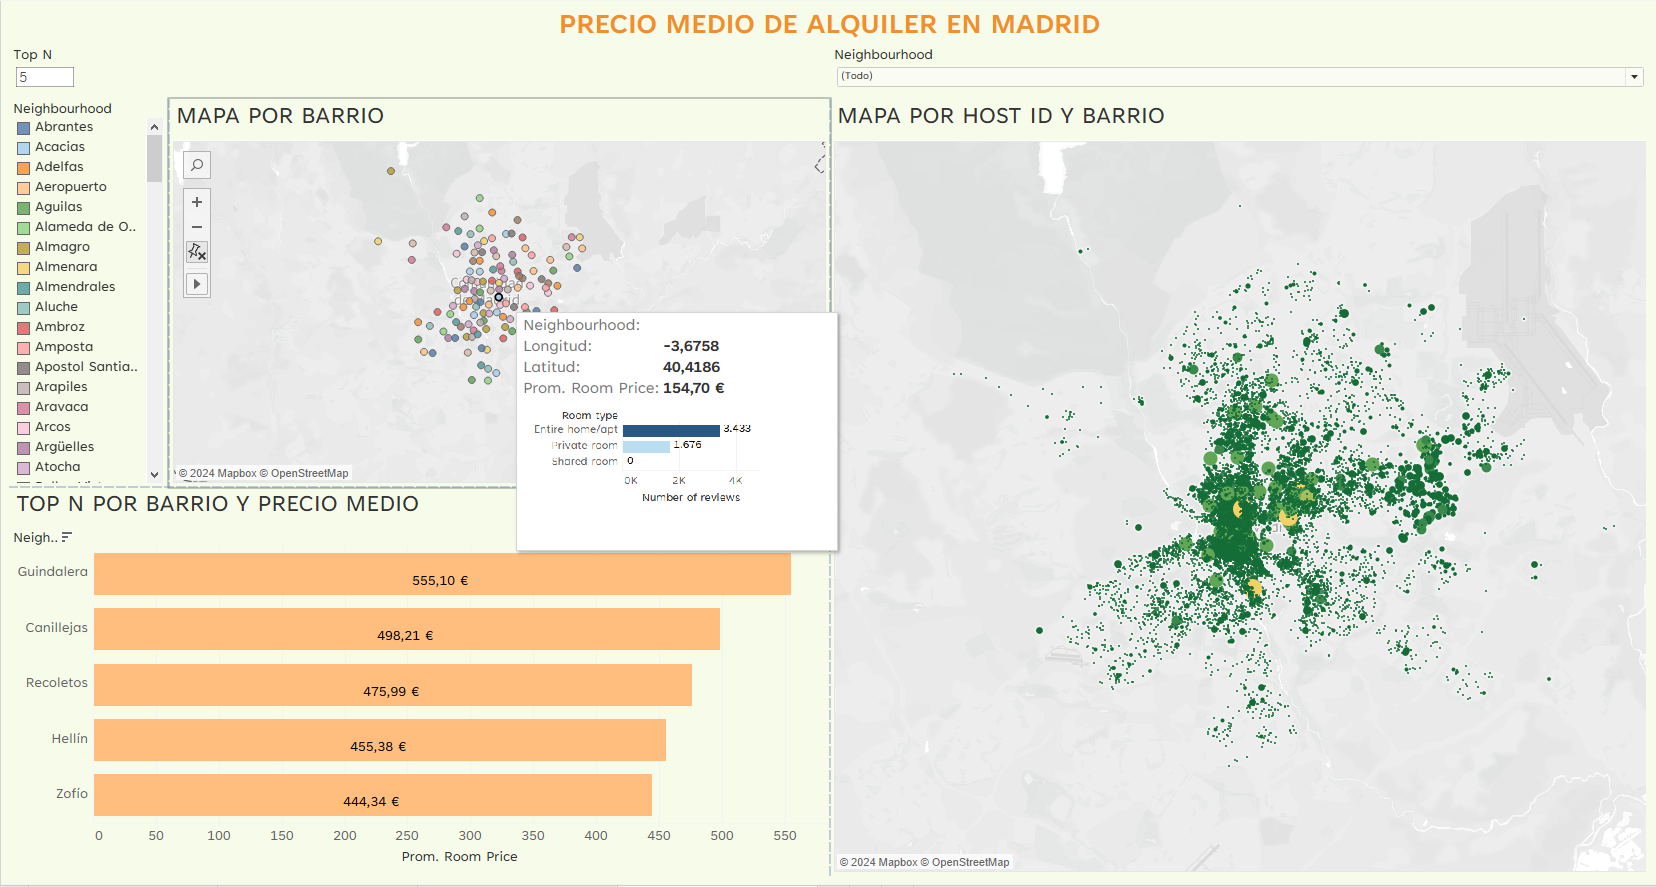 PRECIO MEDIO DE ALQUILER EN MADRID
Top N
5
Neighbourhood
(Todo)
Neighbourhood
Abrantes
Acacias
Adelfas
Aeropuerto
Aguilas
Alameda de O..
Almagro
Almenara
Almendrales
Aluche
Ambroz
Amposta
Apostol Santia..
Arapiles
Aravaca
Arcos
Argüelles
Atocha
MAPA POR BARRIO
© 2024 Mapbox © OpenStreetMap
Neighbourhood:
Longitud: -3,6758
Latitud: 40,4186
Prom. Room Price: 154,70 €
Room type
Entire home/apt 3.433
Private room 1.676
Shared room 0
0K 2K 4K
Number of reviews
MAPA POR HOST ID Y BARRIO
© 2024 Mapbox © OpenStreetMap
TOP N POR BARRIO Y PRECIO MEDIO
Neigh..
Guindalera 555,10 €
Canillejas 498,21 €
Recoletos 475,99 €
Hellín 455,38 €
Zofío 444,34 €
0 50 100 150 200 250 300 350 400 450 500 550
Prom. Room Price